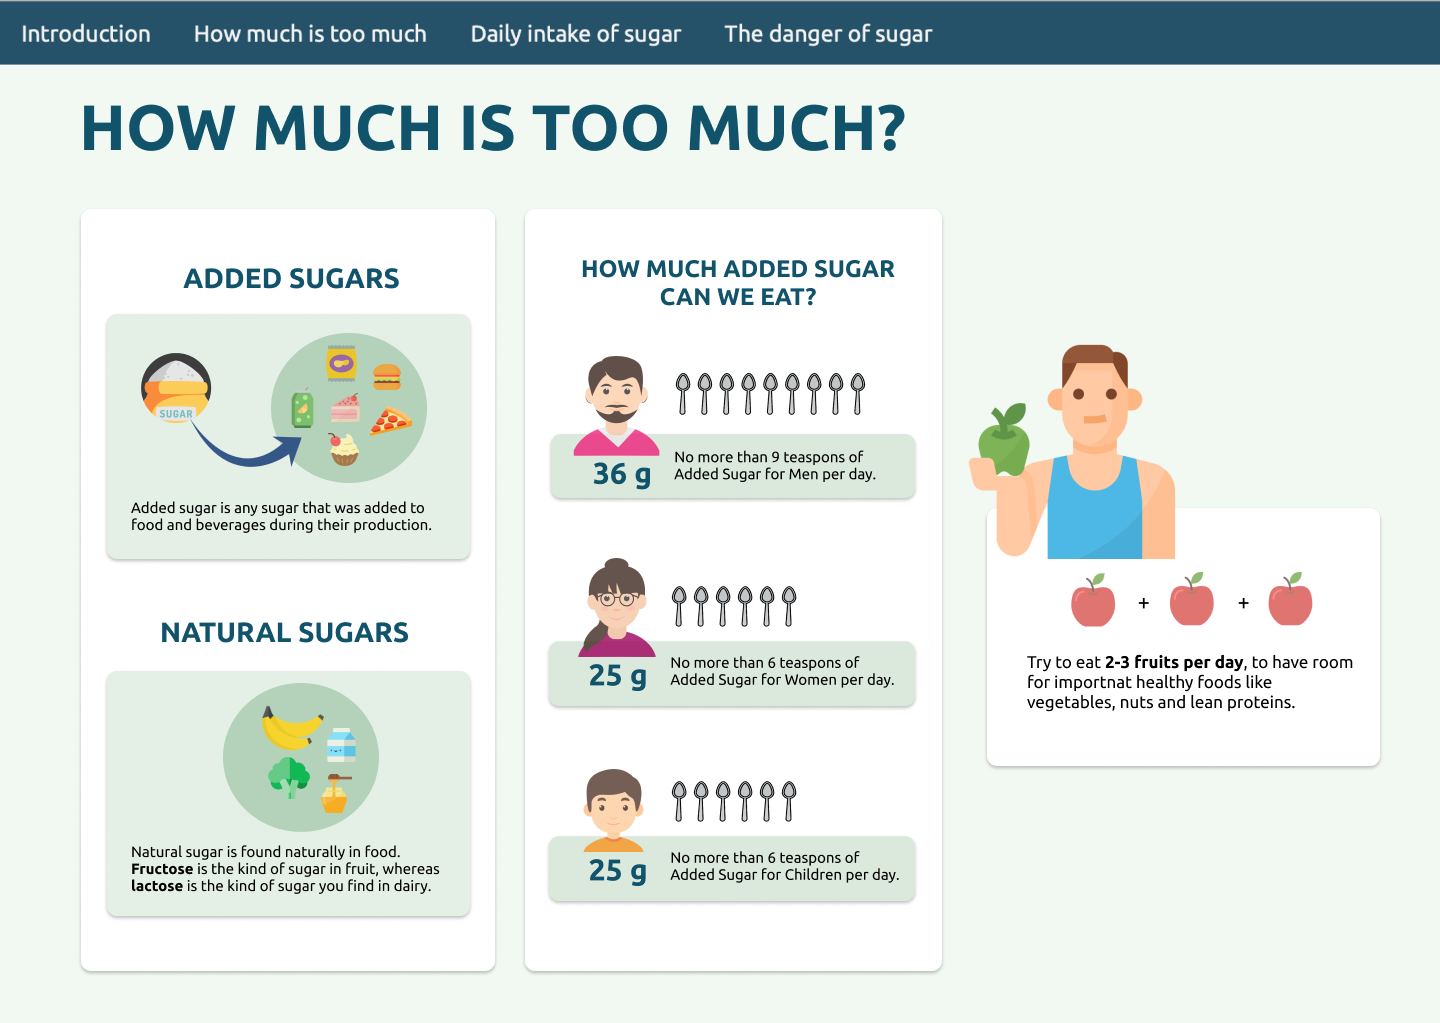 Introduction How much is too much Daily intake of sugar The danger of sugar
HOW MUCH IS TOO MUCH?
ADDED SUGARS
SUGAR
Added sugar is any sugar that was added to
food and beverages during their production.
NATURAL SUGARS
Natural sugar is found naturally in food.
Fructose is the kind of sugar in fruit, whereas
lactose is the kind of sugar you find in dairy.
HOW MUCH ADDED SUGAR
CAN WE EAT?
36 g
No more than 9 teaspons of
Added Sugar for Men per day.
25 g
No more than 6 teaspons of
Added Sugar for Women per day.
25 g
No more than 6 teaspons of
Added Sugar for Children per day.
+ +
Try to eat 2-3 fruits per day, to have room
for importnat healthy foods like
vegetables, nuts and lean proteins.